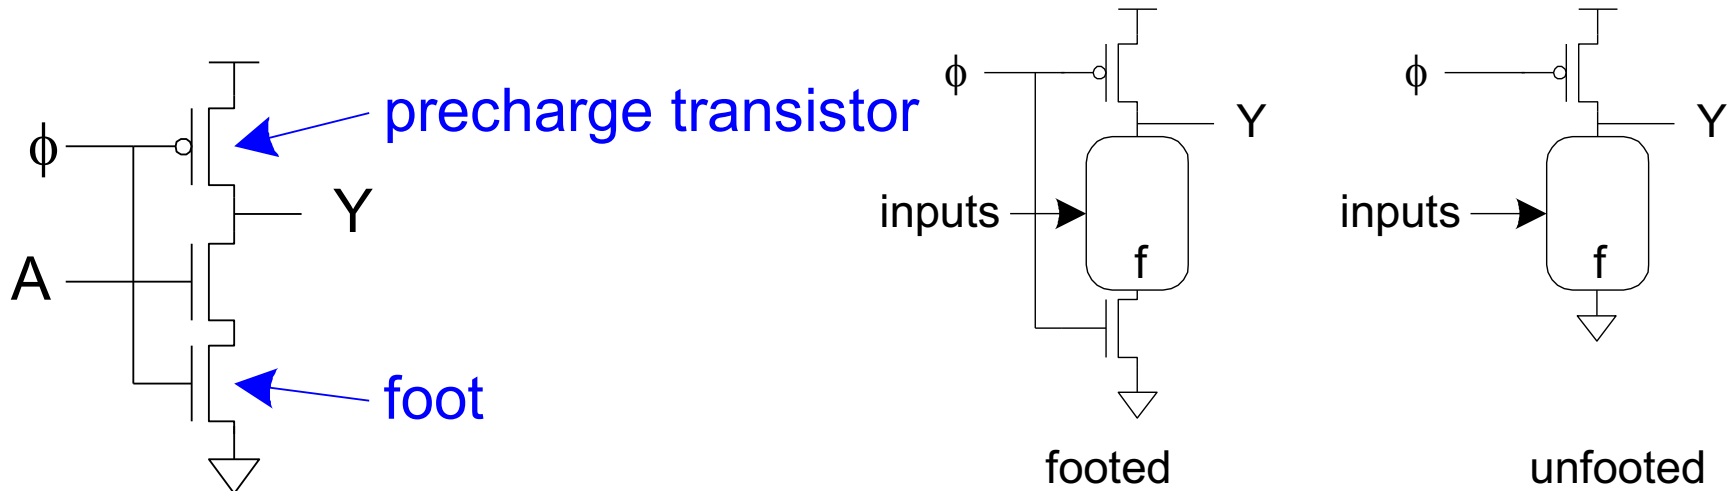 ϕ
precharge transistor
Y
A
foot
ϕ
Y
inputs
f
footed
ϕ
Y
inputs
f
unfooted